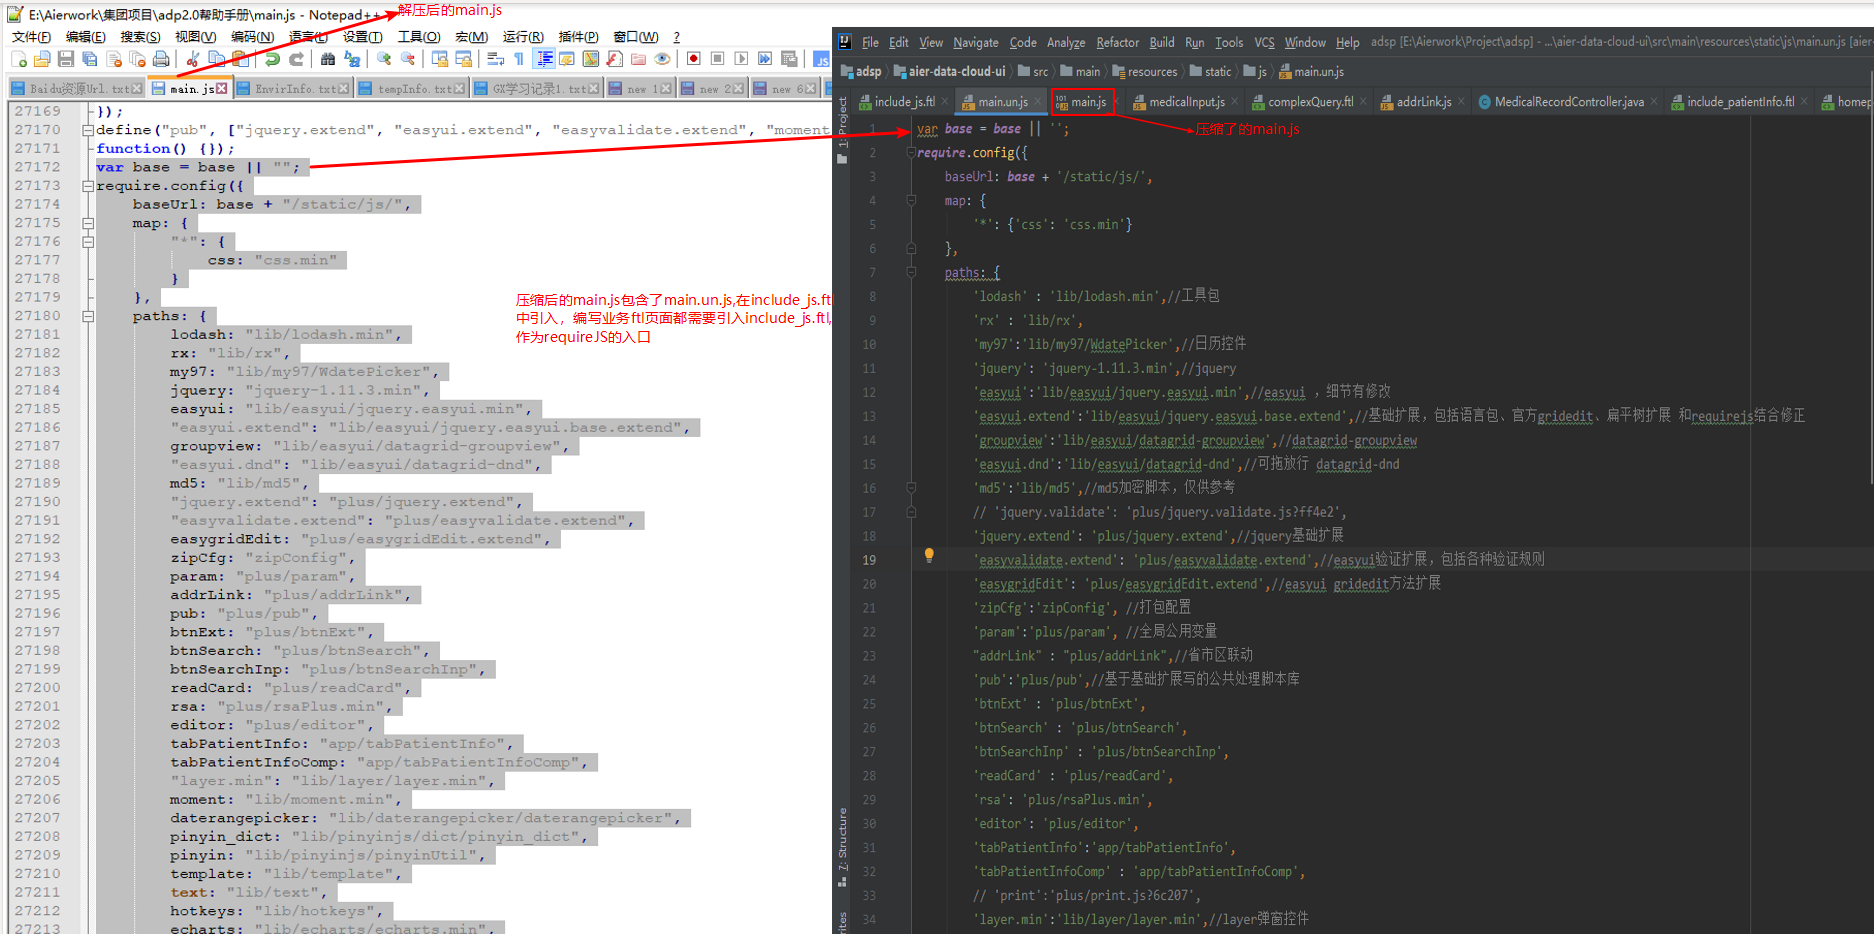 E:\Aierwork\集团项目\adp2.0帮助手册\main.js - Notepad++
解压后的main.js
文件(F) 编辑(E) 搜索(S) 视图(V) 编码(N) 语言(L) 设置(T) 工具(O) 宏(M) 运行(R) 插件(P) 窗口(W) ?
Baidu资源Url.txt main.js EnvirInfo.txt tempInfo.txt GX学习记录1.txt new 1 new 2 new 6
27169 });
27170 define("pub", ["jquery.extend", "easyui.extend", "easyvalidate.extend", "moment
27171 function() {});
27172 var base = base || "";
27173 require.config({
27174 baseUrl: base + "/static/js/",
27175 map: {
27176 "*": {
27177 css: "css.min"
27178 }
27179 },
27180 paths: {
27181 lodash: "lib/lodash.min",
27182 rx: "lib/rx",
27183 my97: "lib/my97/WdatePicker",
27184 jquery: "jquery-1.11.3.min",
27185 easyui: "lib/easyui/jquery.easyui.min",
27186 "easyui.extend": "lib/easyui/jquery.easyui.base.extend",
27187 groupview: "lib/easyui/datagrid-groupview",
27188 "easyui.dnd": "lib/easyui/datagrid-dnd",
27189 md5: "lib/md5",
27190 "jquery.extend": "plus/jquery.extend",
27191 "easyvalidate.extend": "plus/easyvalidate.extend",
27192 easygridEdit: "plus/easygridEdit.extend",
27193 zipCfg: "zipConfig",
27194 param: "plus/param",
27195 addrLink: "plus/addrLink",
27196 pub: "plus/pub",
27197 btnExt: "plus/btnExt",
27198 btnSearch: "plus/btnSearch",
27199 btnSearchInp: "plus/btnSearchInp",
27200 readCard: "plus/readCard",
27201 rsa: "plus/rsaPlus.min",
27202 editor: "plus/editor",
27203 tabPatientInfo: "app/tabPatientInfo",
27204 tabPatientInfoComp: "app/tabPatientInfoComp",
27205 "layer.min": "lib/layer/layer.min",
27206 moment: "lib/moment.min",
27207 daterangepicker: "lib/daterangepicker/daterangepicker",
27208 pinyin_dict: "lib/pinyinjs/dict/pinyin_dict",
27209 pinyin: "lib/pinyinjs/pinyinUtil",
27210 template: "lib/template",
27211 text: "lib/text",
27212 hotkeys: "lib/hotkeys",
27213 echarts: "lib/echarts/echarts.min",
压缩后的main.js包含了main.un.js,在include_js.ftl
中引入，编写业务ftl页面都需要引入include_js.ftl,
作为requireJS的入口
File Edit View Navigate Code Analyze Refactor Build Run Tools VCS Window Help adsp [E:\Aierwork\Project\adsp] - ...\aier-data-cloud-ui\src\main\resources\static\js\main.un.js [aier
adsp aier-data-cloud-ui src main resources static js main.un.js
include_js.ftl main.un.js main.js medicalInput.js complexQuery.ftl addrLink.js MedicalRecordController.java include_patientInfo.ftl homep
压缩了的main.js
1: Project
7: Structure
rites
1 var base = base || '';
2 require.config({
3 baseUrl: base + '/static/js/',
4 map: {
5 '*': {'css': 'css.min'}
6 },
7 paths: {
8 'lodash' : 'lib/lodash.min',//工具包
9 'rx' : 'lib/rx',
10 'my97':'lib/my97/WdatePicker',//日历控件
11 'jquery': 'jquery-1.11.3.min',//jquery
12 'easyui':'lib/easyui/jquery.easyui.min',//easyui ，细节有修改
13 'easyui.extend':'lib/easyui/jquery.easyui.base.extend',//基础扩展，包括语言包、官方gridedit、扁平树扩展 和requirejs结合修正
14 'groupview':'lib/easyui/datagrid-groupview',//datagrid-groupview
15 'easyui.dnd':'lib/easyui/datagrid-dnd',//可拖放行 datagrid-dnd
16 'md5':'lib/md5',//md5加密脚本，仅供参考
17 // 'jquery.validate': 'plus/jquery.validate.js?ff4e2',
18 'jquery.extend': 'plus/jquery.extend',//jquery基础扩展
19 'easyvalidate.extend': 'plus/easyvalidate.extend',//easyui验证扩展，包括各种验证规则
20 'easygridEdit': 'plus/easygridEdit.extend',//easyui gridedit方法扩展
21 'zipCfg':'zipConfig', //打包配置
22 'param':'plus/param', //全局公用变量
23 "addrLink" : "plus/addrLink",//省市区联动
24 'pub':'plus/pub',//基于基础扩展写的公共处理脚本库
25 'btnExt' : 'plus/btnExt',
26 'btnSearch' : 'plus/btnSearch',
27 'btnSearchInp' : 'plus/btnSearchInp',
28 'readCard' : 'plus/readCard',
29 'rsa': 'plus/rsaPlus.min',
30 'editor': 'plus/editor',
31 'tabPatientInfo':'app/tabPatientInfo',
32 'tabPatientInfoComp' : 'app/tabPatientInfoComp',
33 // 'print':'plus/print.js?6c207',
34 'layer.min':'lib/layer/layer.min',//layer弹窗控件